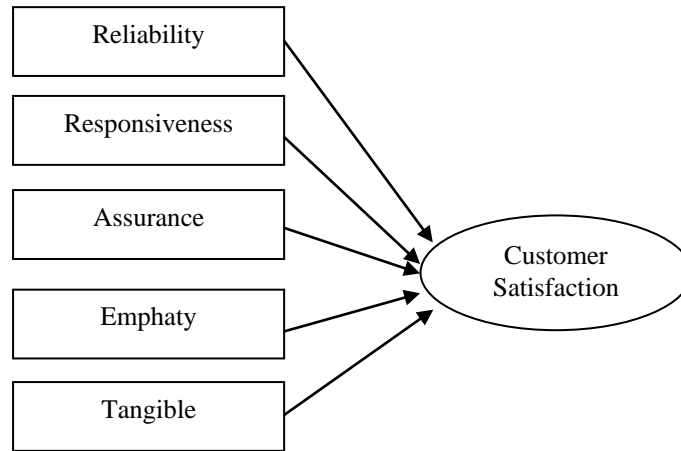 Reliability
Responsiveness
Assurance
Emphaty
Tangible
Customer
Satisfaction